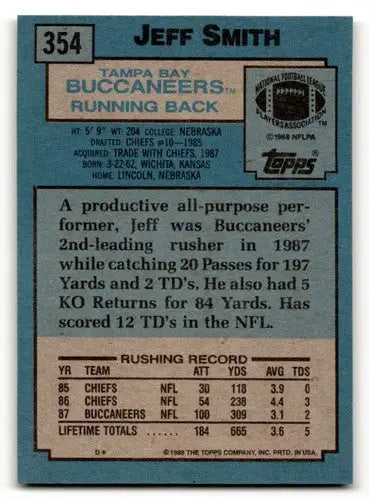 354
JEFF SMITH
TAMPA BAY
BUCCANEERS™
RUNNING BACK
NATIONAL FOOTBALL LEAGUE
PLAYERS ASSOCIATION™
©1988 NFLPA
Topps®
HT: 5' 9" WT: 204 COLLEGE: NEBRASKA
DRAFTED: CHIEFS #10-1985
ACQUIRED: TRADE WITH CHIEFS, 1987
BORN: 3-22-62, WICHITA, KANSAS
HOME: LINCOLN, NEBRASKA
A productive all-purpose per-
former, Jeff was Buccaneers'
2nd-leading rusher in 1987
while catching 20 Passes for 197
Yards and 2 TD's. He also had 5
KO Returns for 84 Yards. Has
scored 12 TD's in the NFL.
RUSHING RECORD
YR TEAM ATT YDS AVG TDS
85 CHIEFS NFL 30 118 3.9 0
86 CHIEFS NFL 54 238 4.4 3
87 BUCCANEERS NFL 100 309 3.1 2
LIFETIME TOTALS ...... 184 665 3.6 5
D* ©1988 THE TOPPS COMPANY, INC. PRTD. IN USA.